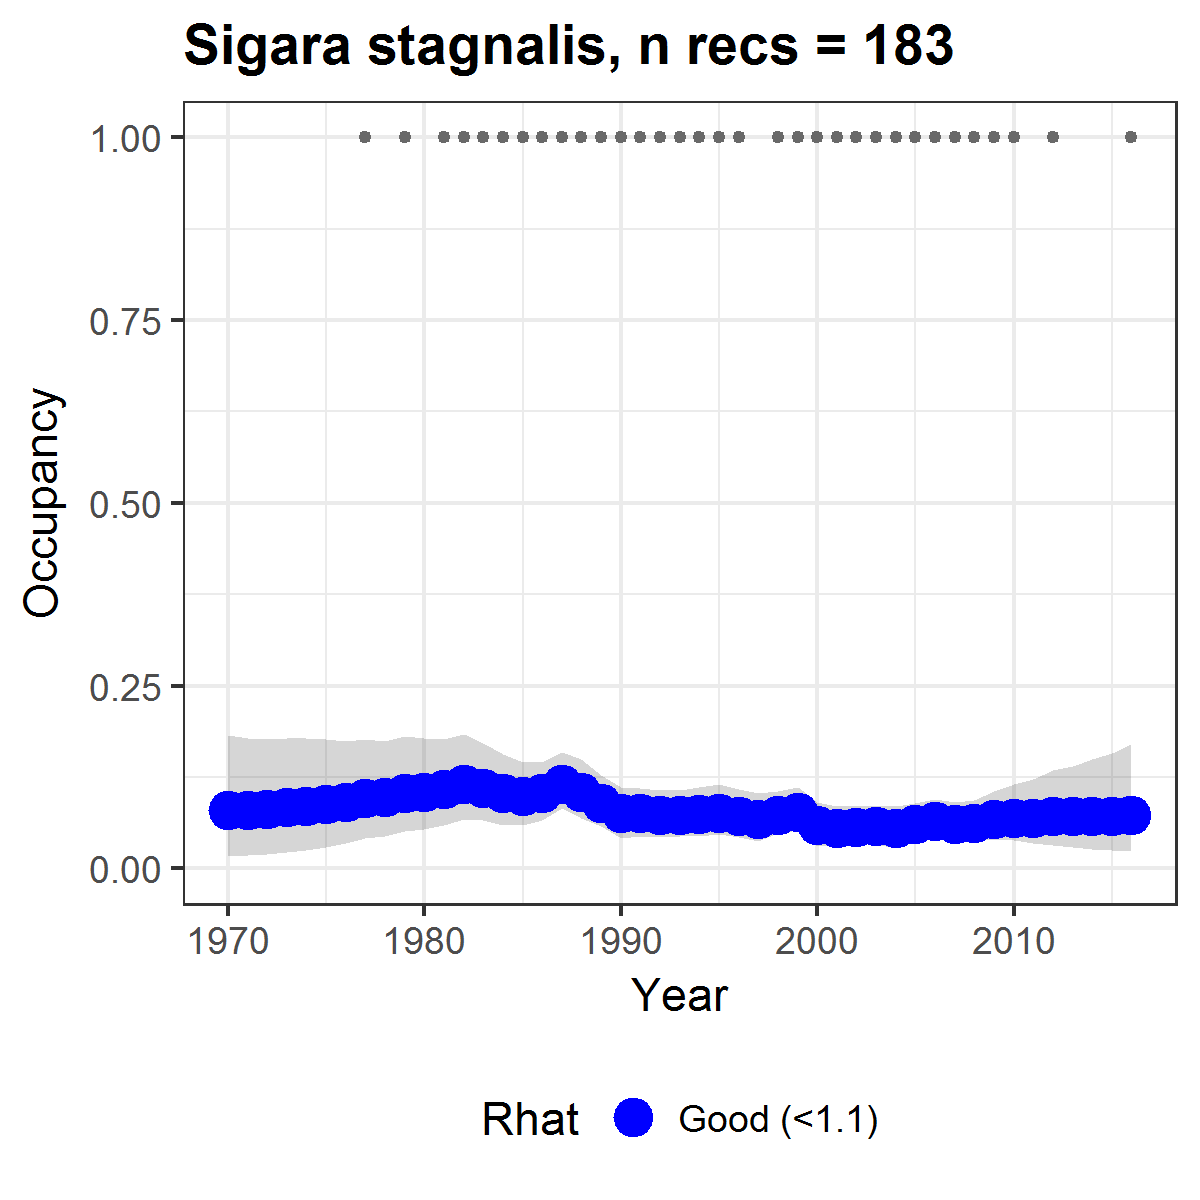 Sigara stagnalis, n recs = 183
1.00
0.75
0.50
0.25
0.00
Occupancy
1970 1980 1990 2000 2010
Year
Rhat Good (<1.1)